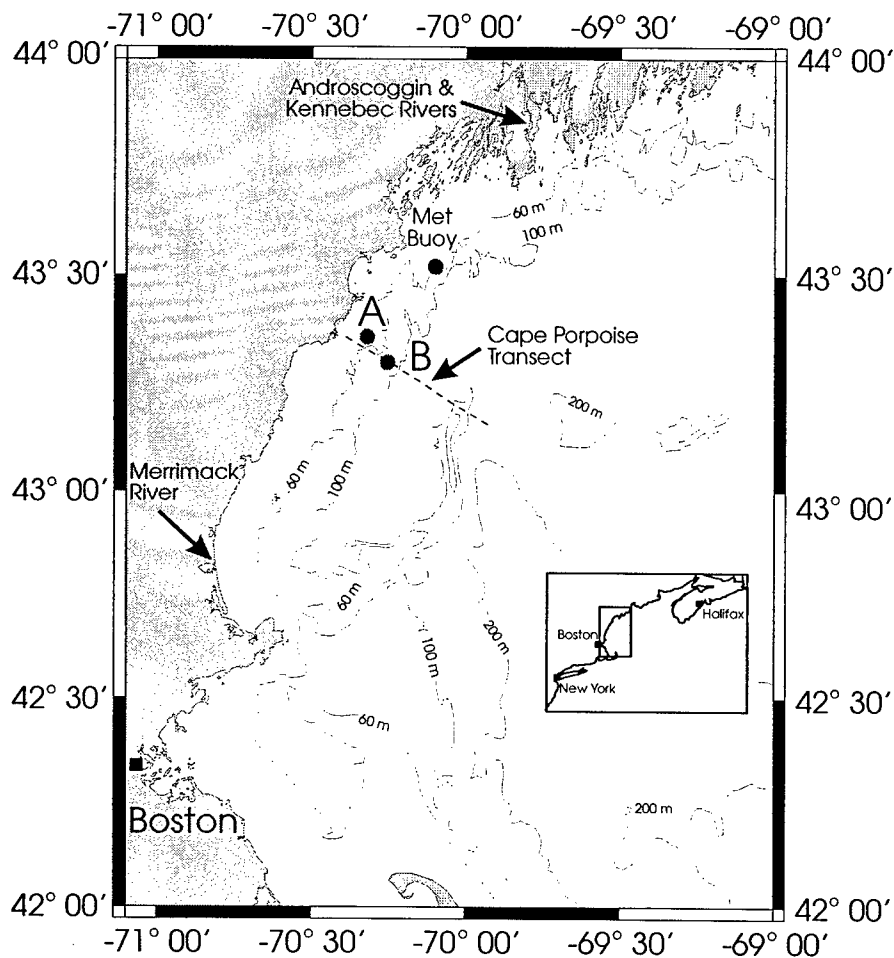 -71° 00′
-70° 30′
-70° 00′
-69° 30′
-69° 00′
44° 00′
44° 00′
Androscoggin &
Kennebec Rivers
60 m
100 m
Met
Buoy
43° 30′
43° 30′
A
B
Cape Porpoise
Transect
200 m
60 m
100 m
Merrimack
River
43° 00′
43° 00′
60 m
100 m
200 m
Boston
Halifax
New York
42° 30′
42° 30′
60 m
200 m
Boston
42° 00′
42° 00′
-71° 00′
-70° 30′
-70° 00′
-69° 30′
-69° 00′